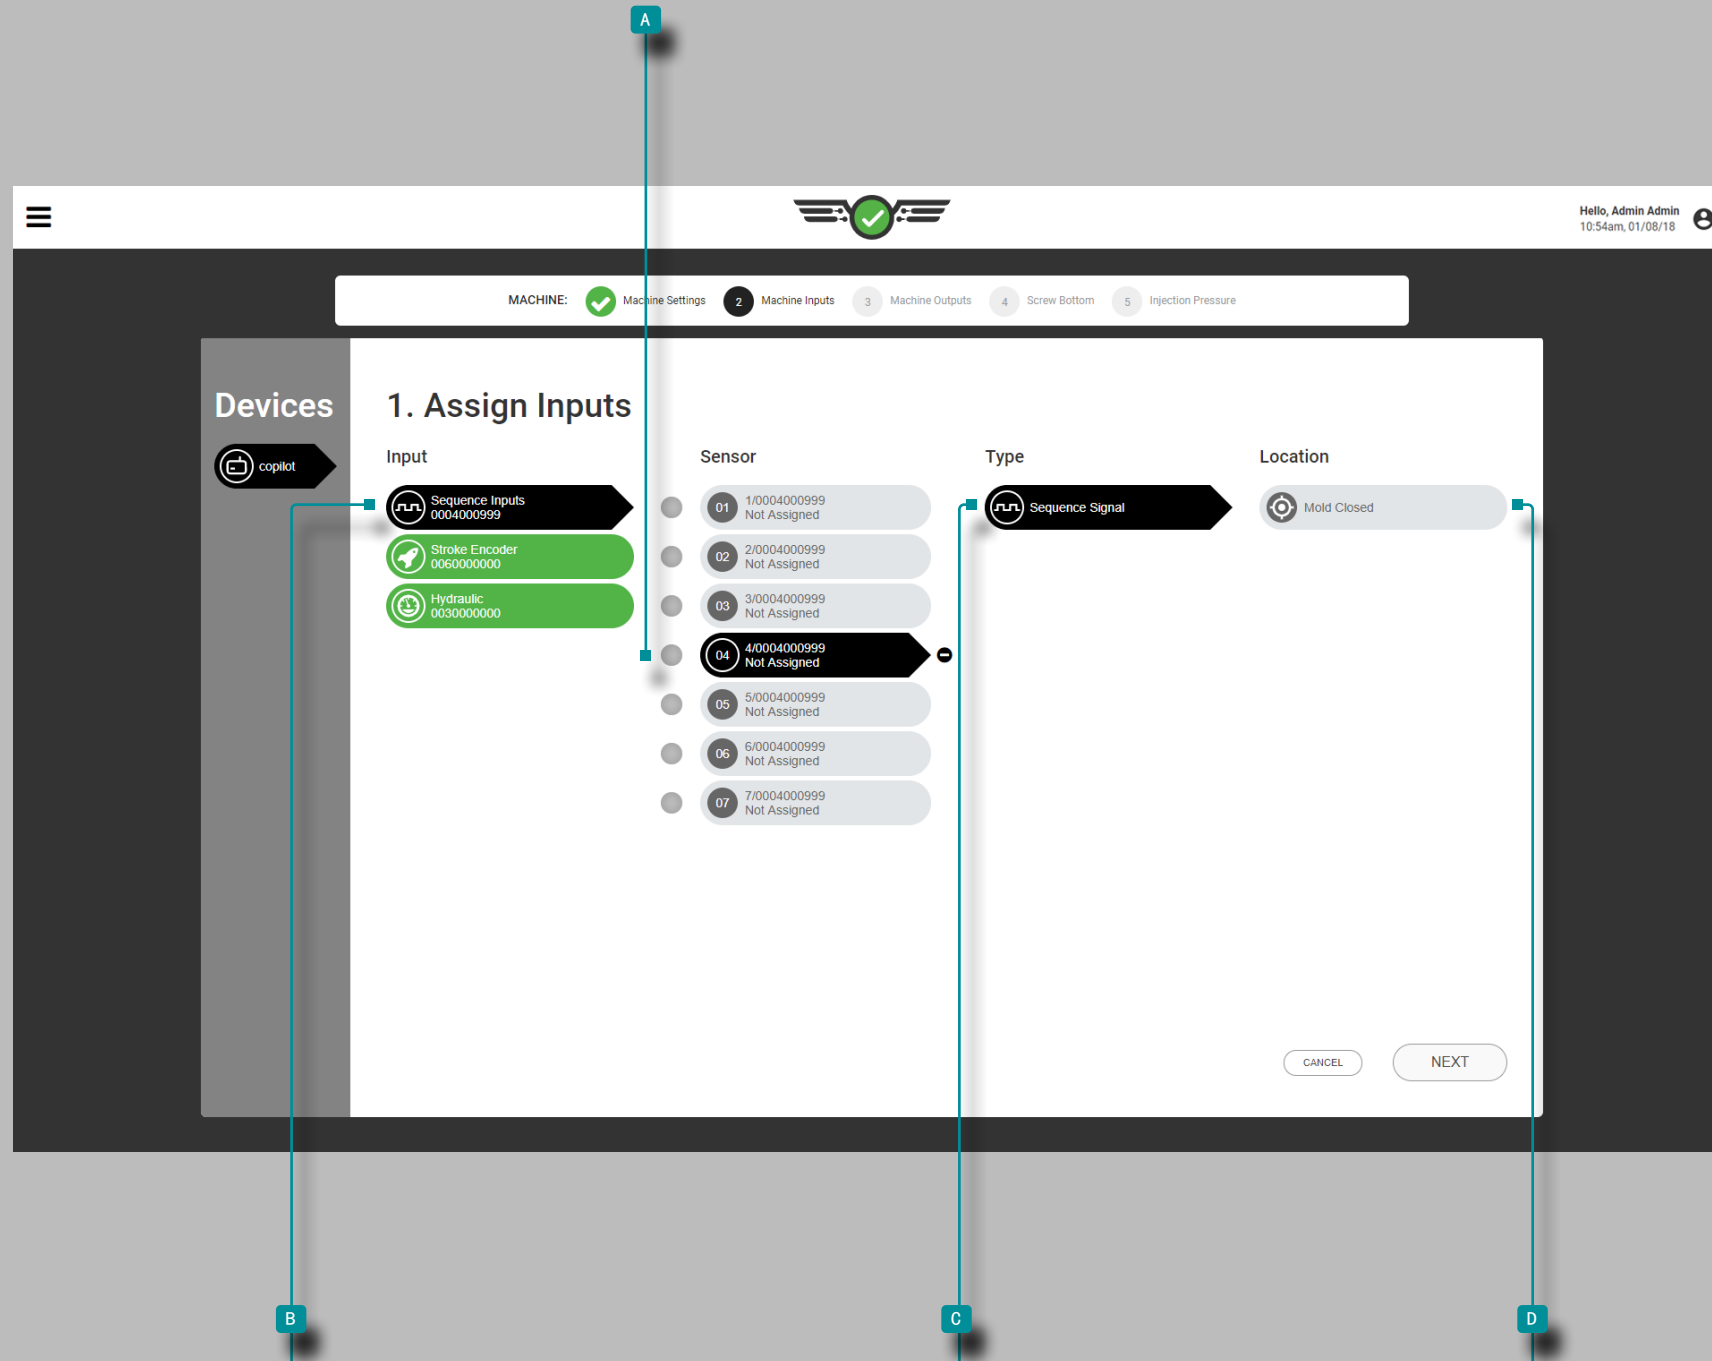 A
Hello, Admin Admin
10:54am, 01/08/18
MACHINE: Machine Settings 2 Machine Inputs 3 Machine Outputs 4 Screw Bottom 5 Injection Pressure
Devices
copilot
1. Assign Inputs
Input Sensor Type Location
Sequence Inputs
0004000999
Stroke Encoder
0060000000
Hydraulic
0030000000
01 1/0004000999
Not Assigned
02 2/0004000999
Not Assigned
03 3/0004000999
Not Assigned
04 4/0004000999
Not Assigned
05 5/0004000999
Not Assigned
06 6/0004000999
Not Assigned
07 7/0004000999
Not Assigned
Sequence Signal
Mold Closed
CANCEL NEXT
B C D